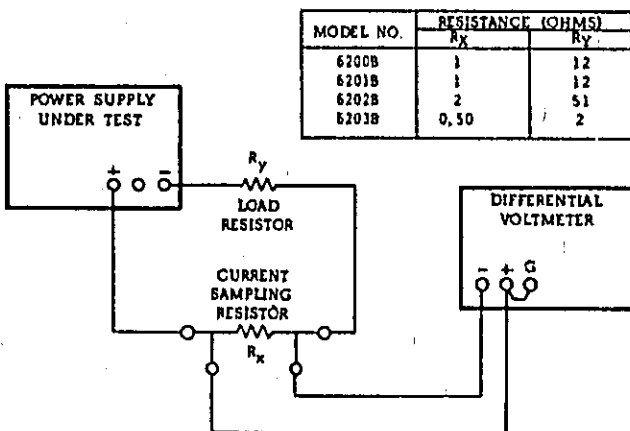 MODEL NO. RESISTANCE (OHMS)
RX RY
6200B 1 12
6201B 1 12
6202B 2 51
6203B 0.50 2
POWER SUPPLY
UNDER TEST
+ -
Ry
LOAD
RESISTOR
CURRENT
SAMPLING
RESISTOR
Rx
DIFFERENTIAL
VOLTMETER
- + G